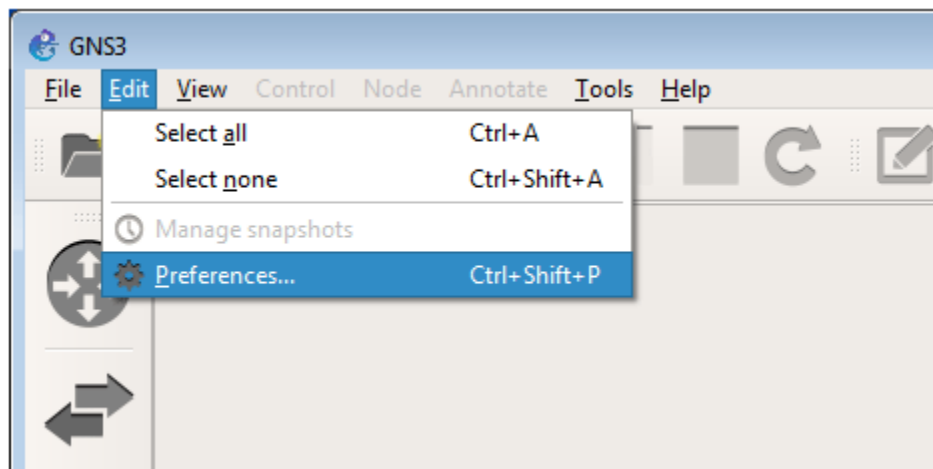 GNS3
File Edit View Control Node Annotate Tools Help
Select all Ctrl+A
Select none Ctrl+Shift+A
Manage snapshots
Preferences... Ctrl+Shift+P